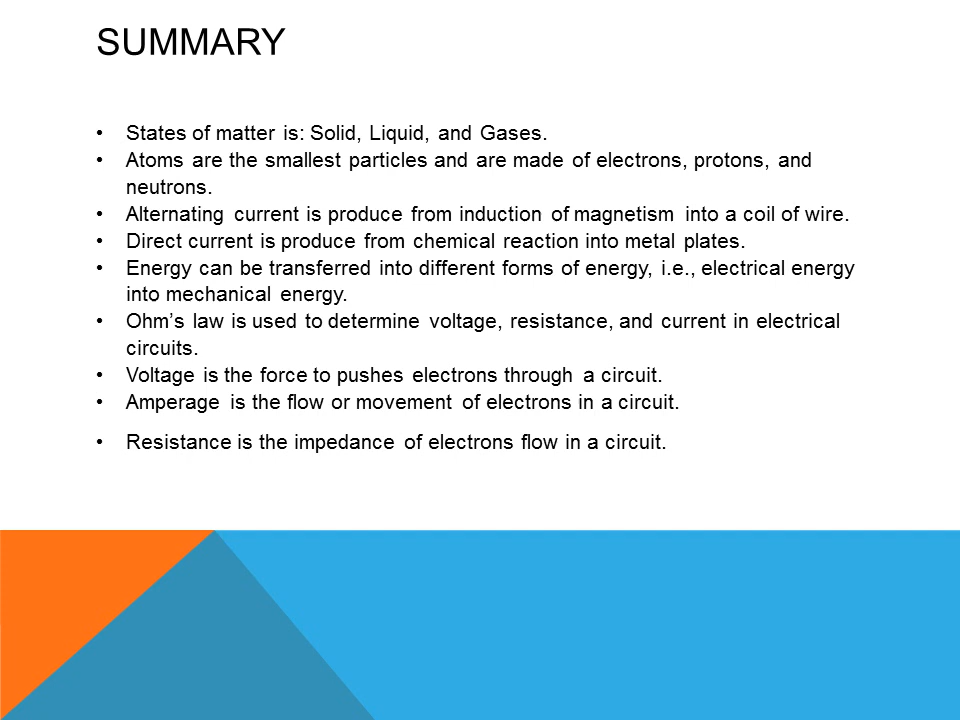 SUMMARY
• States of matter is: Solid, Liquid, and Gases.
• Atoms are the smallest particles and are made of electrons, protons, and
neutrons.
• Alternating current is produce from induction of magnetism into a coil of wire.
• Direct current is produce from chemical reaction into metal plates.
• Energy can be transferred into different forms of energy, i.e., electrical energy
into mechanical energy.
• Ohm’s law is used to determine voltage, resistance, and current in electrical
circuits.
• Voltage is the force to pushes electrons through a circuit.
• Amperage is the flow or movement of electrons in a circuit.
• Resistance is the impedance of electrons flow in a circuit.